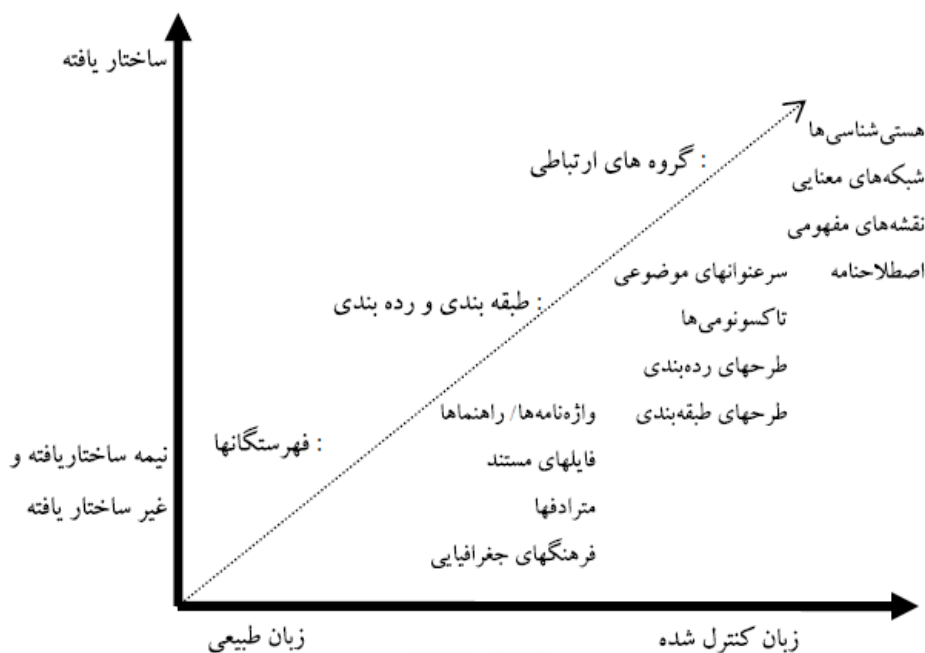 ساختار یافته
هستی‌شناسی‌ها
: گروه های ارتباطی
شبکه‌های معنایی
نقشه‌های مفهومی
سرعنوانهای موضوعی اصطلاحنامه
: طبقه بندی و رده بندی
تاکسونومی‌ها
طرحهای رده‌بندی
واژه‌نامه‌ها/ راهنماها طرحهای طبقه‌بندی
: فهرستگانها
نیمه ساختاریافته و
فایلهای مستند
غیر ساختار یافته
مترادفها
فرهنگهای جغرافیایی
زبان طبیعی
زبان کنترل شده